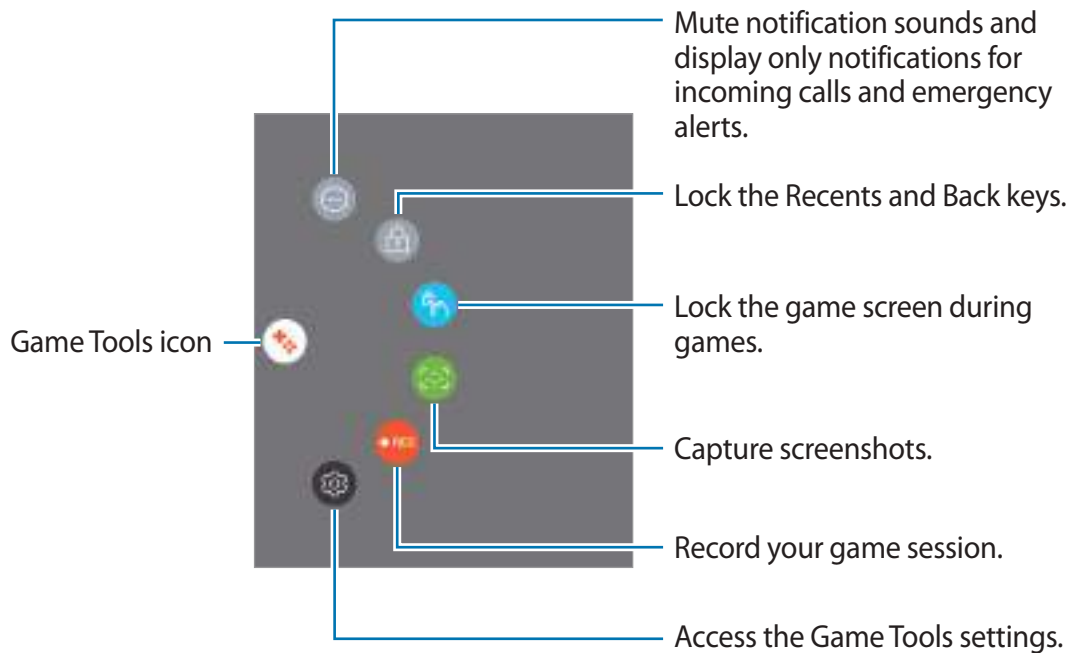 Mute notification sounds and
display only notifications for
incoming calls and emergency
alerts.
Lock the Recents and Back keys.
Lock the game screen during
games.
Game Tools icon
Capture screenshots.
REC
Record your game session.
Access the Game Tools settings.